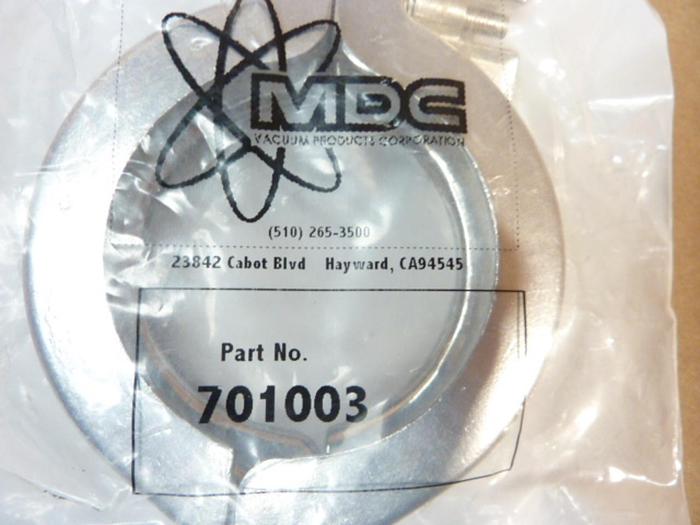 MDC
VACUUM PRODUCTS CORPORATION
(510) 265-3500
23842 Cabot Blvd Hayward, CA94545
Part No.
701003